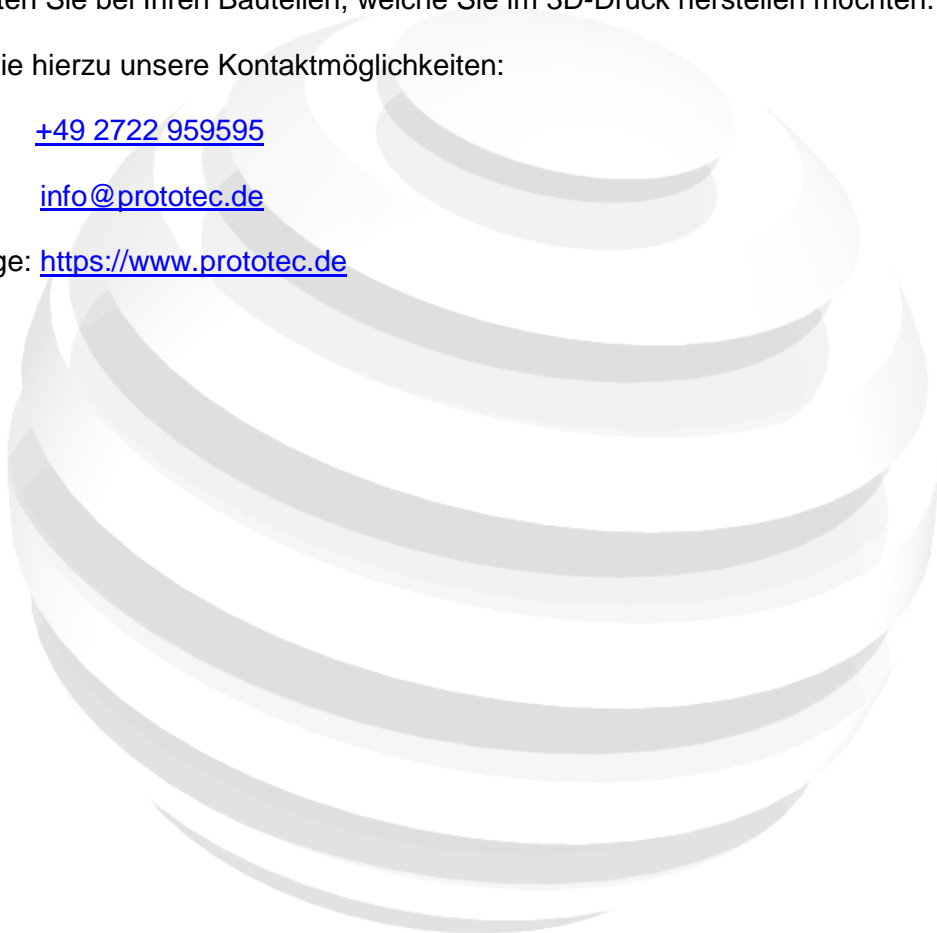 ten Sie bei Ihren Bauteilen, welche Sie im 3D-Druck herstellen möchten.
ie hierzu unsere Kontaktmöglichkeiten:
+49 2722 959595
info@prototec.de
ge: https://www.prototec.de